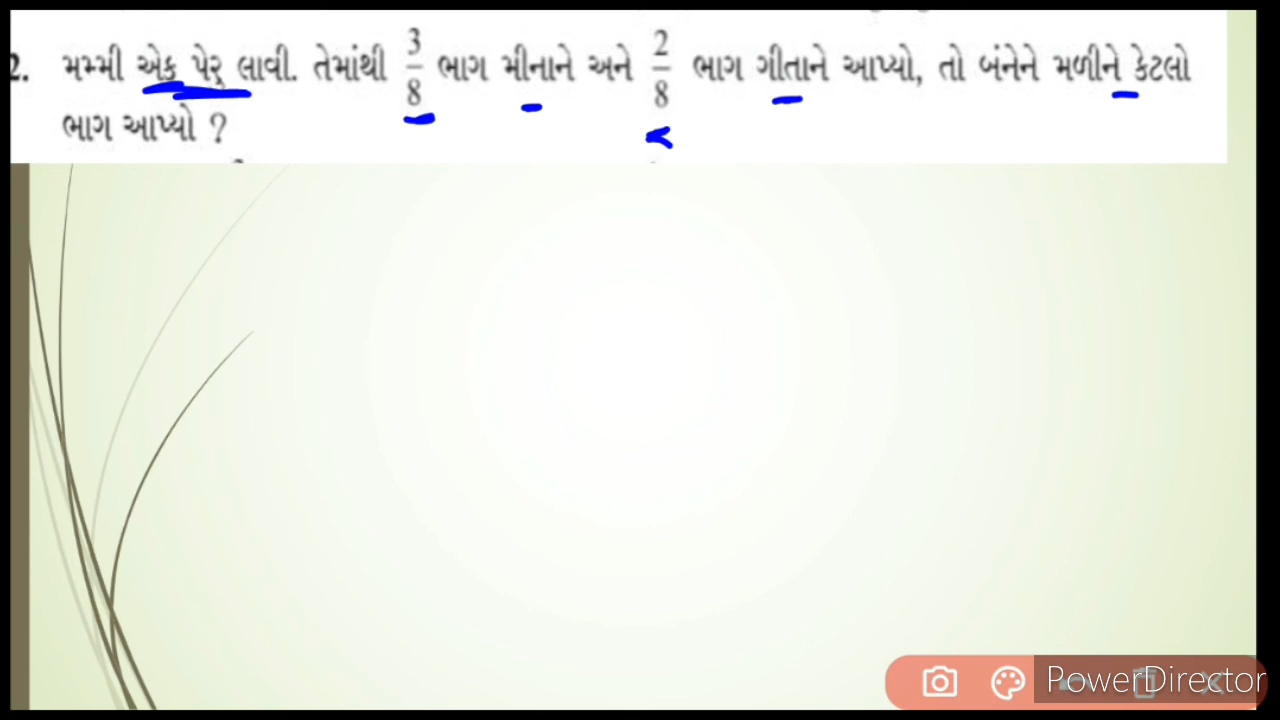 2. મમ્મી એક પેરુ લાવી. તેમાંથી 3/8 ભાગ મીનાને અને 2/8 ભાગ ગીતાને આપ્યો, તો બંનેને મળીને કેટલો
ભાગ આપ્યો ?
PowerDirector